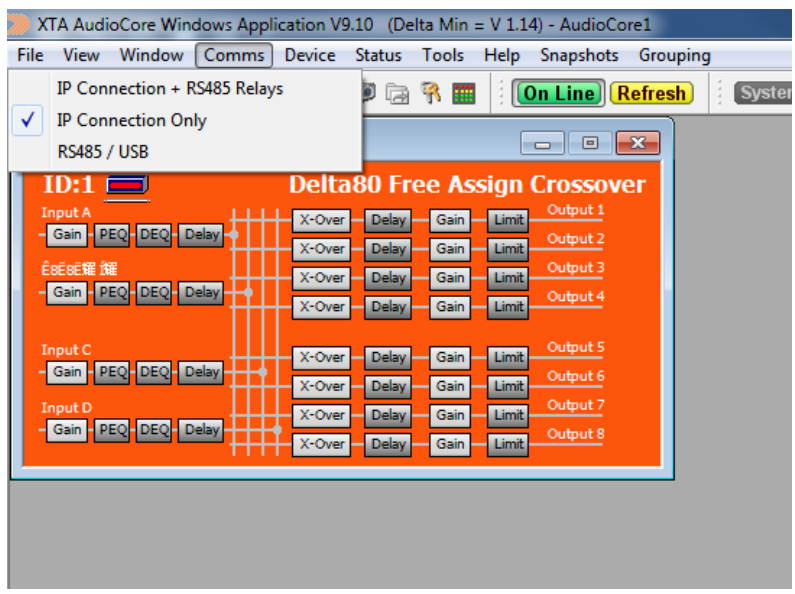 XTA AudioCore Windows Application V9.10 (Delta Min = V 1.14) - AudioCore1
File View Window Comms Device Status Tools Help Snapshots Grouping
IP Connection + RS485 Relays
IP Connection Only
RS485 / USB
On Line Refresh
ID:1 Delta80 Free Assign Crossover
Input A
Gain PEQ DEQ Delay
Gain PEQ DEQ Delay
Input C
Gain PEQ DEQ Delay
Input D
Gain PEQ DEQ Delay
X-Over Delay Gain Limit Output 1
X-Over Delay Gain Limit Output 2
X-Over Delay Gain Limit Output 3
X-Over Delay Gain Limit Output 4
X-Over Delay Gain Limit Output 5
X-Over Delay Gain Limit Output 6
X-Over Delay Gain Limit Output 7
X-Over Delay Gain Limit Output 8